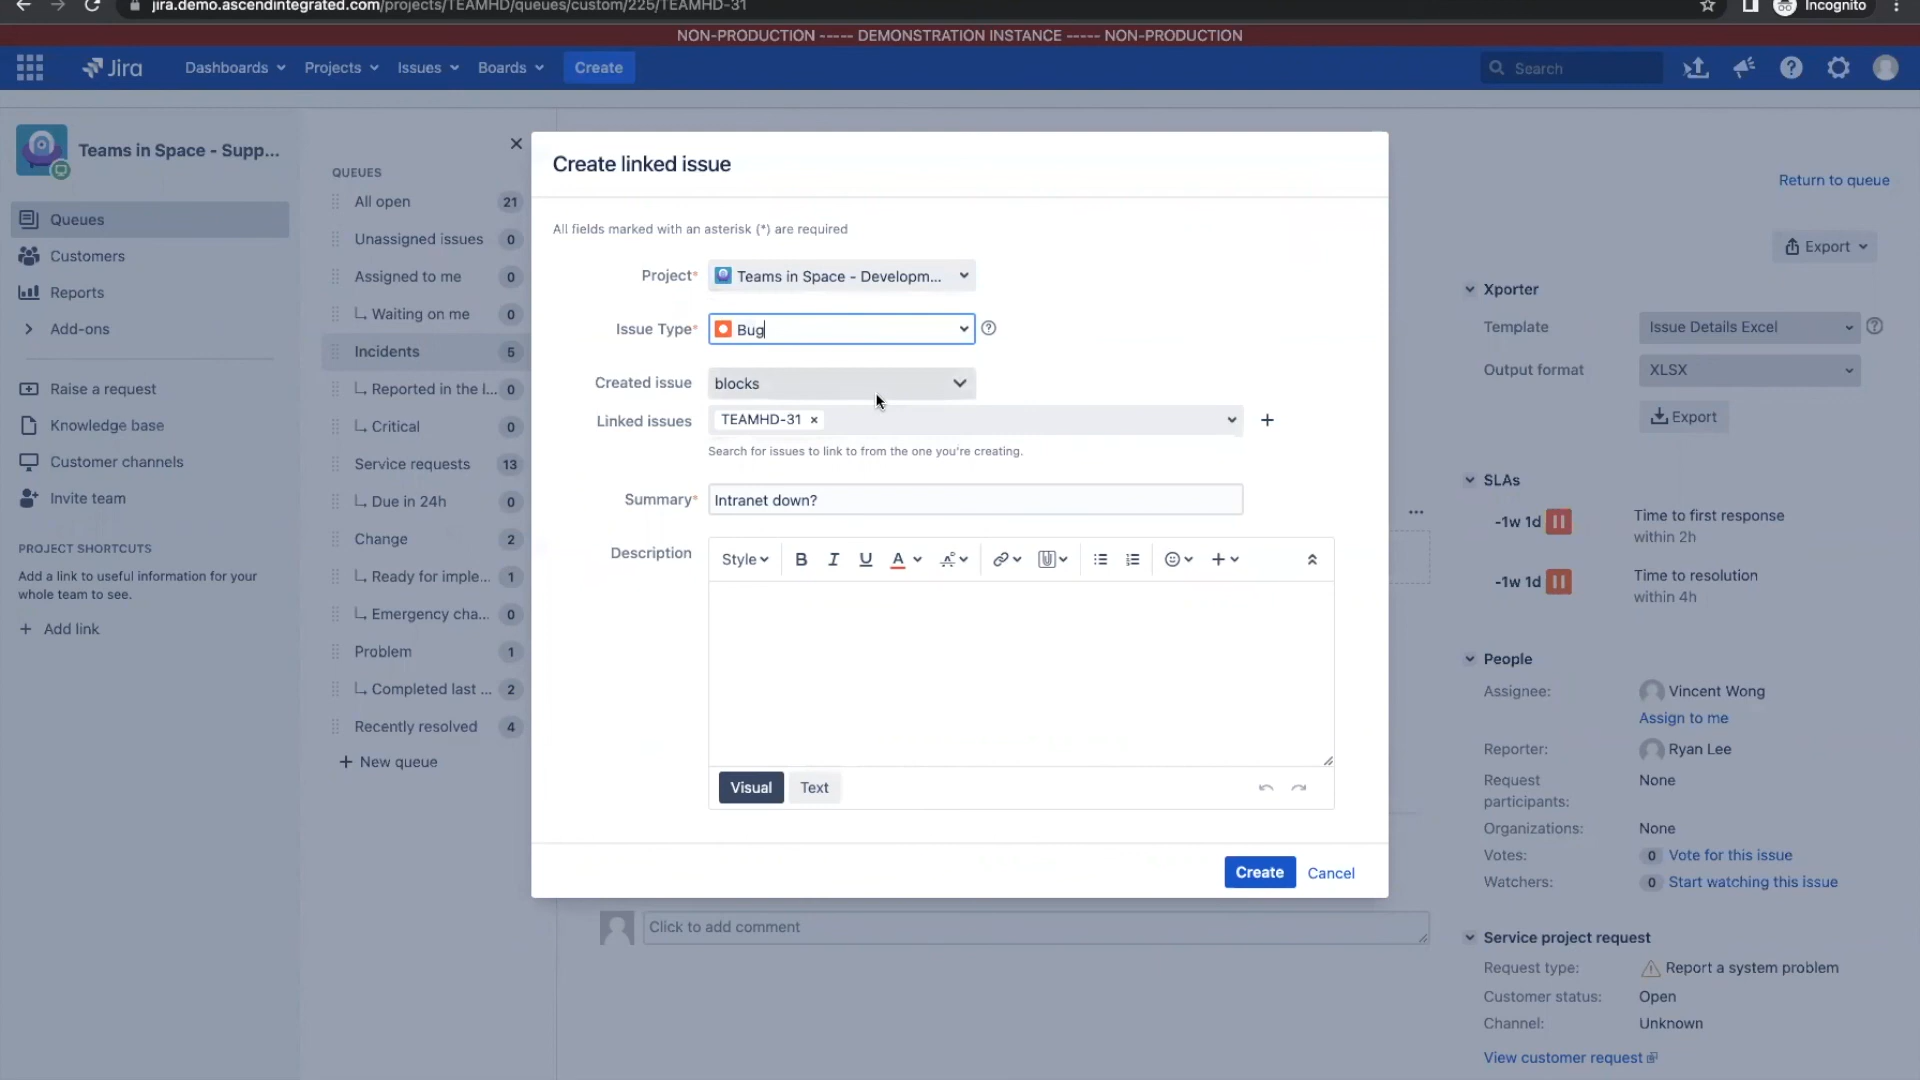 jira.demo.ascendintegrated.com/projects/TEAMHD/queues/custom/225/TEAMHD-31
Incognito
NON-PRODUCTION ----- DEMONSTRATION INSTANCE ----- NON-PRODUCTION
Jira
Dashboards
Projects
Issues
Boards
Create
Search
Teams in Space - Supp...
Queues
Customers
Reports
Add-ons
Raise a request
Knowledge base
Customer channels
Invite team
PROJECT SHORTCUTS
Add a link to useful information for your
whole team to see.
+ Add link
QUEUES
All open 21
Unassigned issues 0
Assigned to me 0
Waiting on me 0
Incidents 5
Reported in the l... 0
Critical 0
Service requests 13
Due in 24h 0
Change 2
Ready for imple... 1
Emergency cha... 0
Problem 1
Completed last ... 2
Recently resolved 4
+ New queue
Create linked issue
All fields marked with an asterisk (*) are required
Project* Teams in Space - Developm...
Issue Type* Bug
Created issue blocks
Linked issues TEAMHD-31 ×
Search for issues to link to from the one you're creating.
Summary* Intranet down?
Description
Style B I U A
Visual Text
Create Cancel
Click to add comment
Return to queue
Export
Xporter
Template Issue Details Excel
Output format XLSX
Export
SLAs
-1w 1d Time to first response
within 2h
-1w 1d Time to resolution
within 4h
People
Assignee: Vincent Wong
Assign to me
Reporter: Ryan Lee
Request None
participants:
Organizations: None
Votes: 0 Vote for this issue
Watchers: 0 Start watching this issue
Service project request
Request type: Report a system problem
Customer status: Open
Channel: Unknown
View customer request